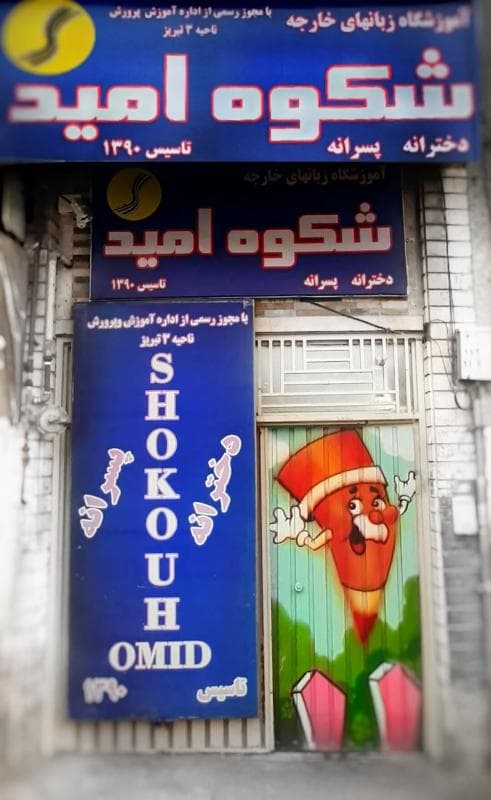 آموزشگاه زبانهای خارجه
با مجوز رسمی از اداره آموزش پرورش
ناحیه ۳ تبریز
شکوه امید
دخترانه پسرانه
تاسیس ۱۳۹۰
آموزشگاه زبانهای خارجه
شکوه امید
دخترانه پسرانه
تاسیس ۱۳۹۰
با مجوز رسمی از اداره آموزش وپرورش
ناحیه ۳ تبریز
SHOKOUH
دخترانه
پسرانه
OMID
تاسیس ۱۳۹۰